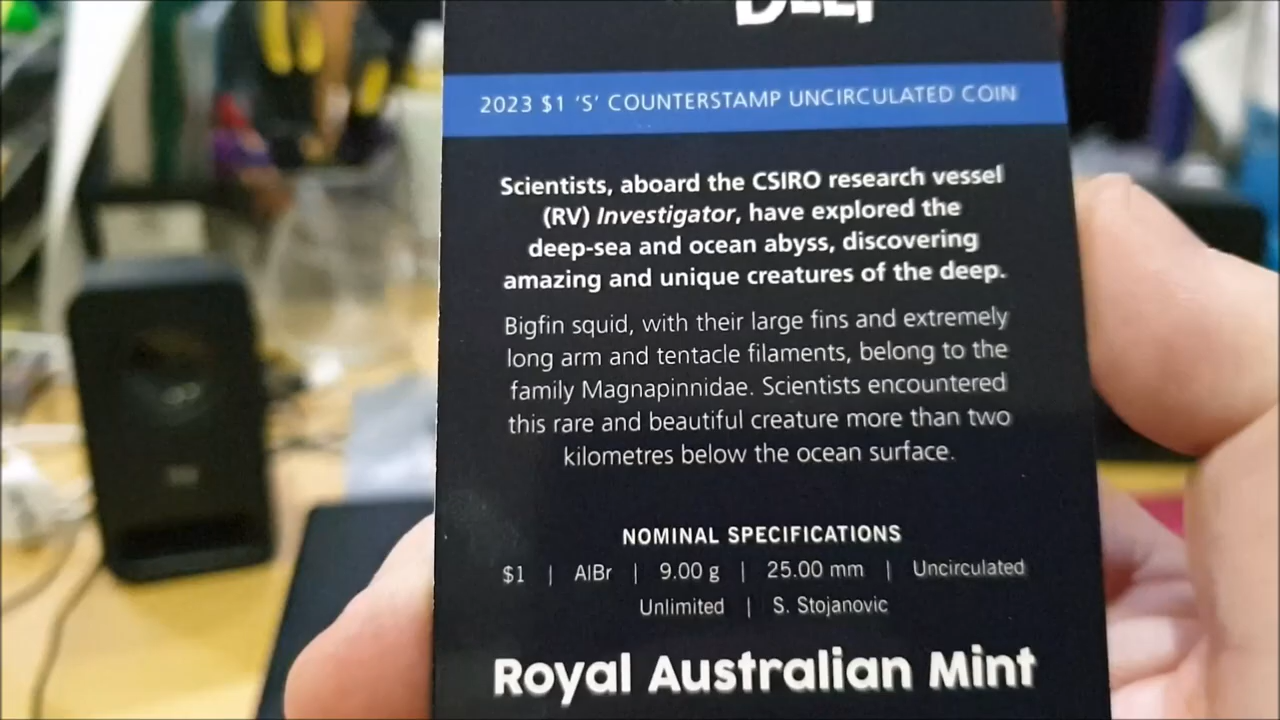 DEEP
2023 $1 ‘S’ COUNTERSTAMP UNCIRCULATED COIN
Scientists, aboard the CSIRO research vessel
(RV) Investigator, have explored the
deep-sea and ocean abyss, discovering
amazing and unique creatures of the deep.
Bigfin squid, with their large fins and extremely
long arm and tentacle filaments, belong to the
family Magnapinnidae. Scientists encountered
this rare and beautiful creature more than two
kilometres below the ocean surface.
NOMINAL SPECIFICATIONS
$1 | AlBr | 9.00 g | 25.00 mm | Uncirculated
Unlimited | S. Stojanovic
Royal Australian Mint